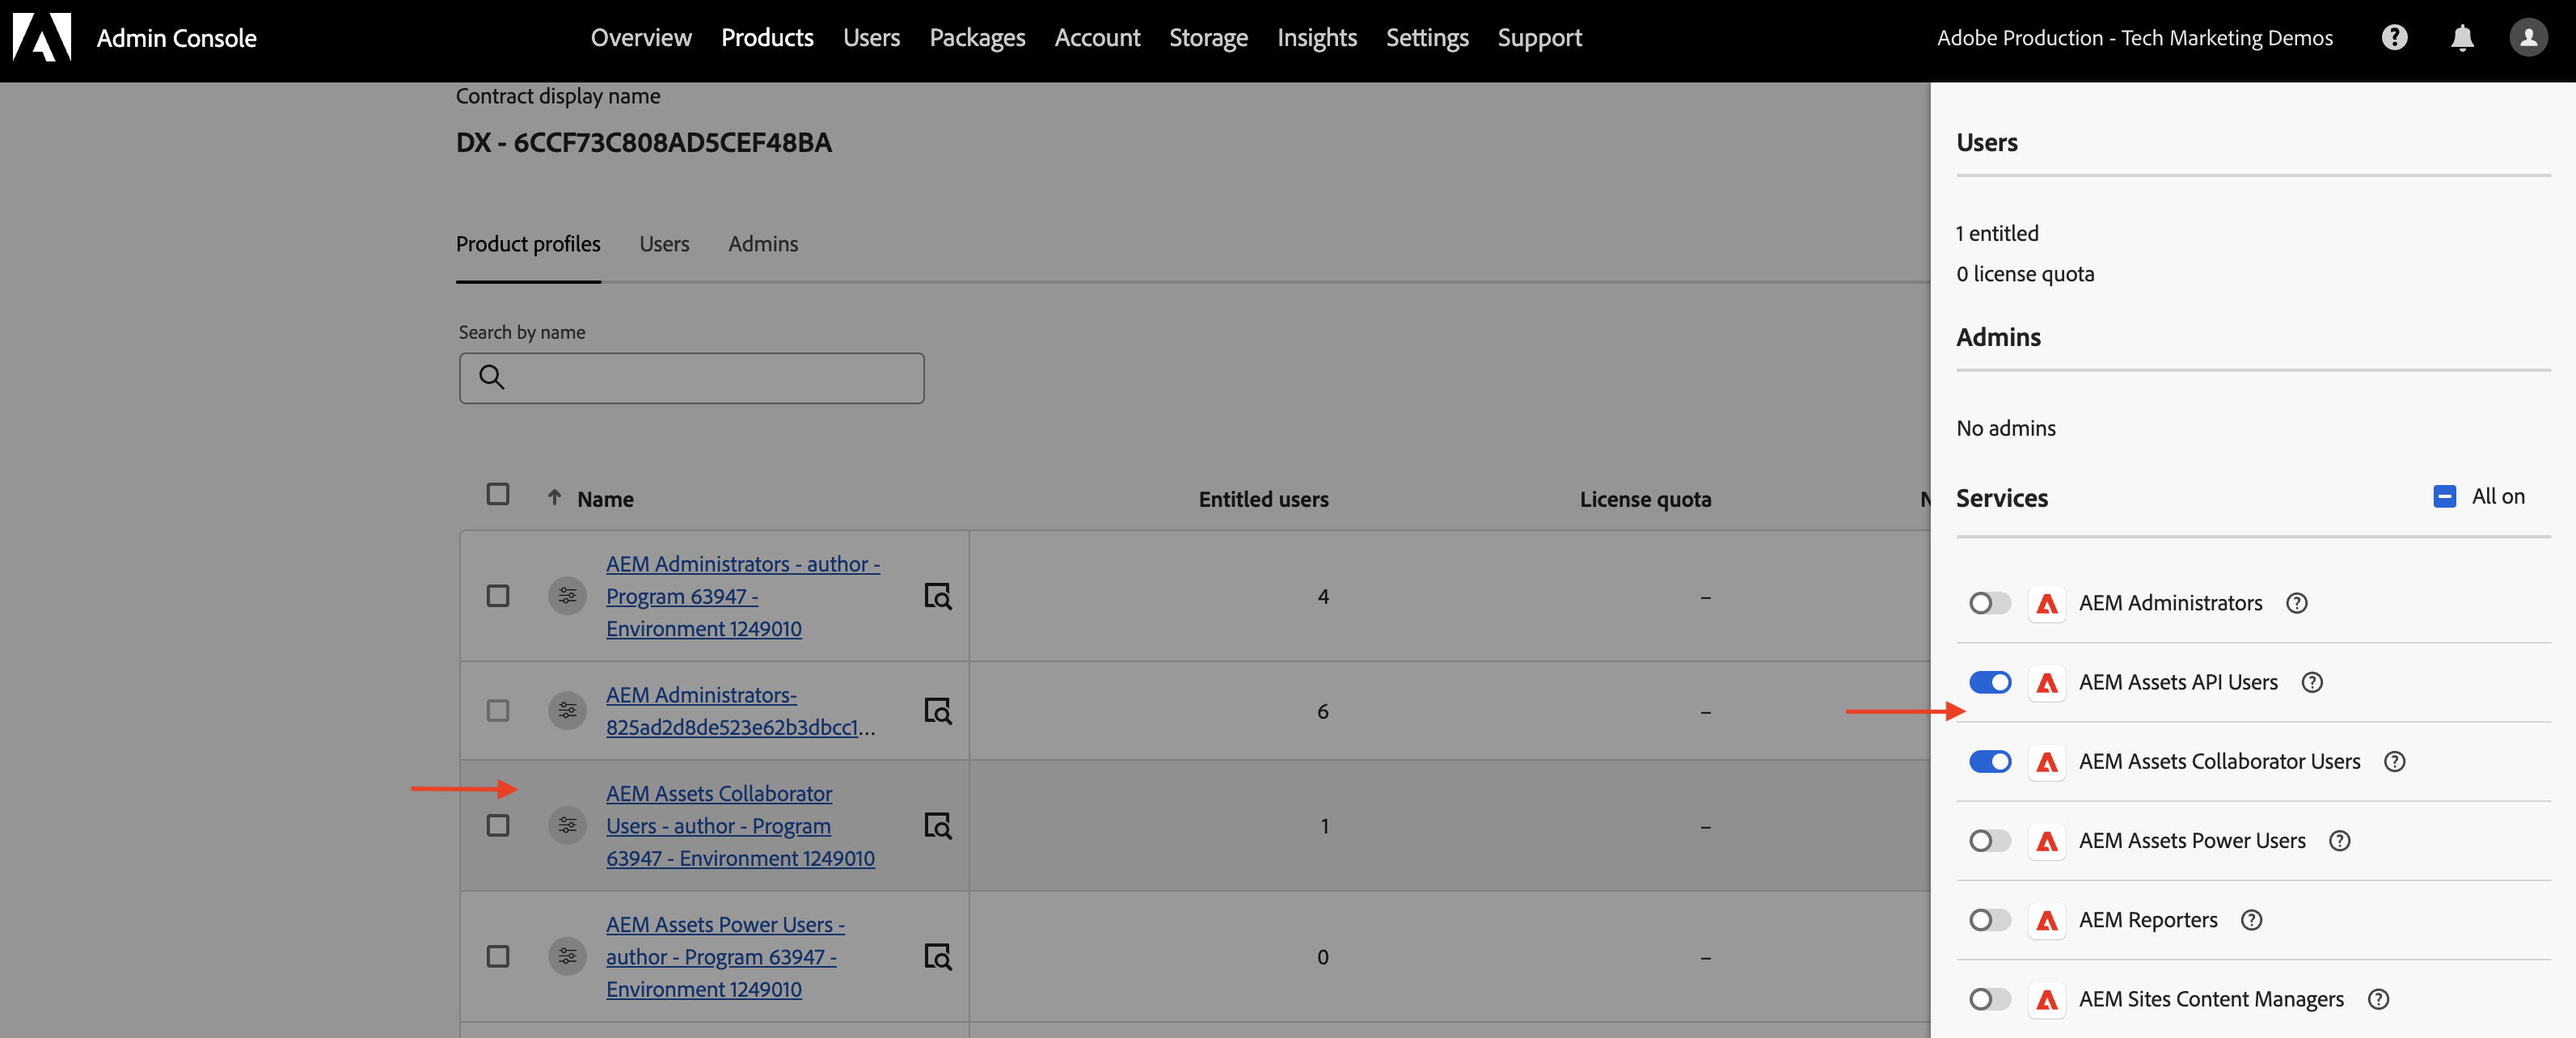 Admin Console
Overview Products Users Packages Account Storage Insights Settings Support
Adobe Production - Tech Marketing Demos
Contract display name
DX - 6CCF73C808AD5CEF48BA
Product profiles Users Admins
Search by name
Name Entitled users License quota N
AEM Administrators - author -
Program 63947 -
Environment 1249010
4 –
AEM Administrators-
825ad2d8de523e62b3dbcc1...
6 –
AEM Assets Collaborator
Users - author - Program
63947 - Environment 1249010
1 –
AEM Assets Power Users -
author - Program 63947 -
Environment 1249010
0 –
Users
1 entitled
0 license quota
Admins
No admins
Services All on
AEM Administrators
AEM Assets API Users
AEM Assets Collaborator Users
AEM Assets Power Users
AEM Reporters
AEM Sites Content Managers